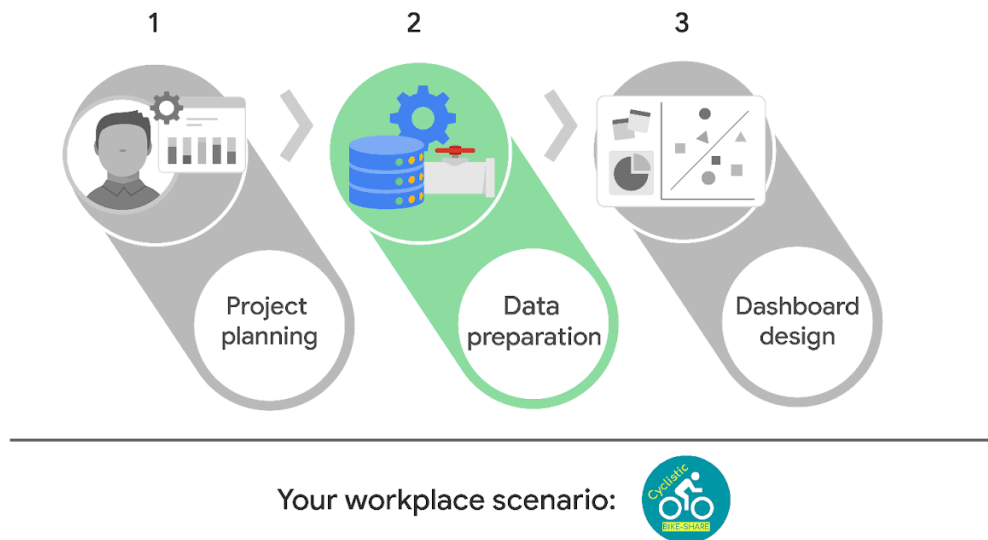 1
2
3
Project
planning
Data
preparation
Dashboard
design
Your workplace scenario:
Cyclistic
BIKE-SHARE